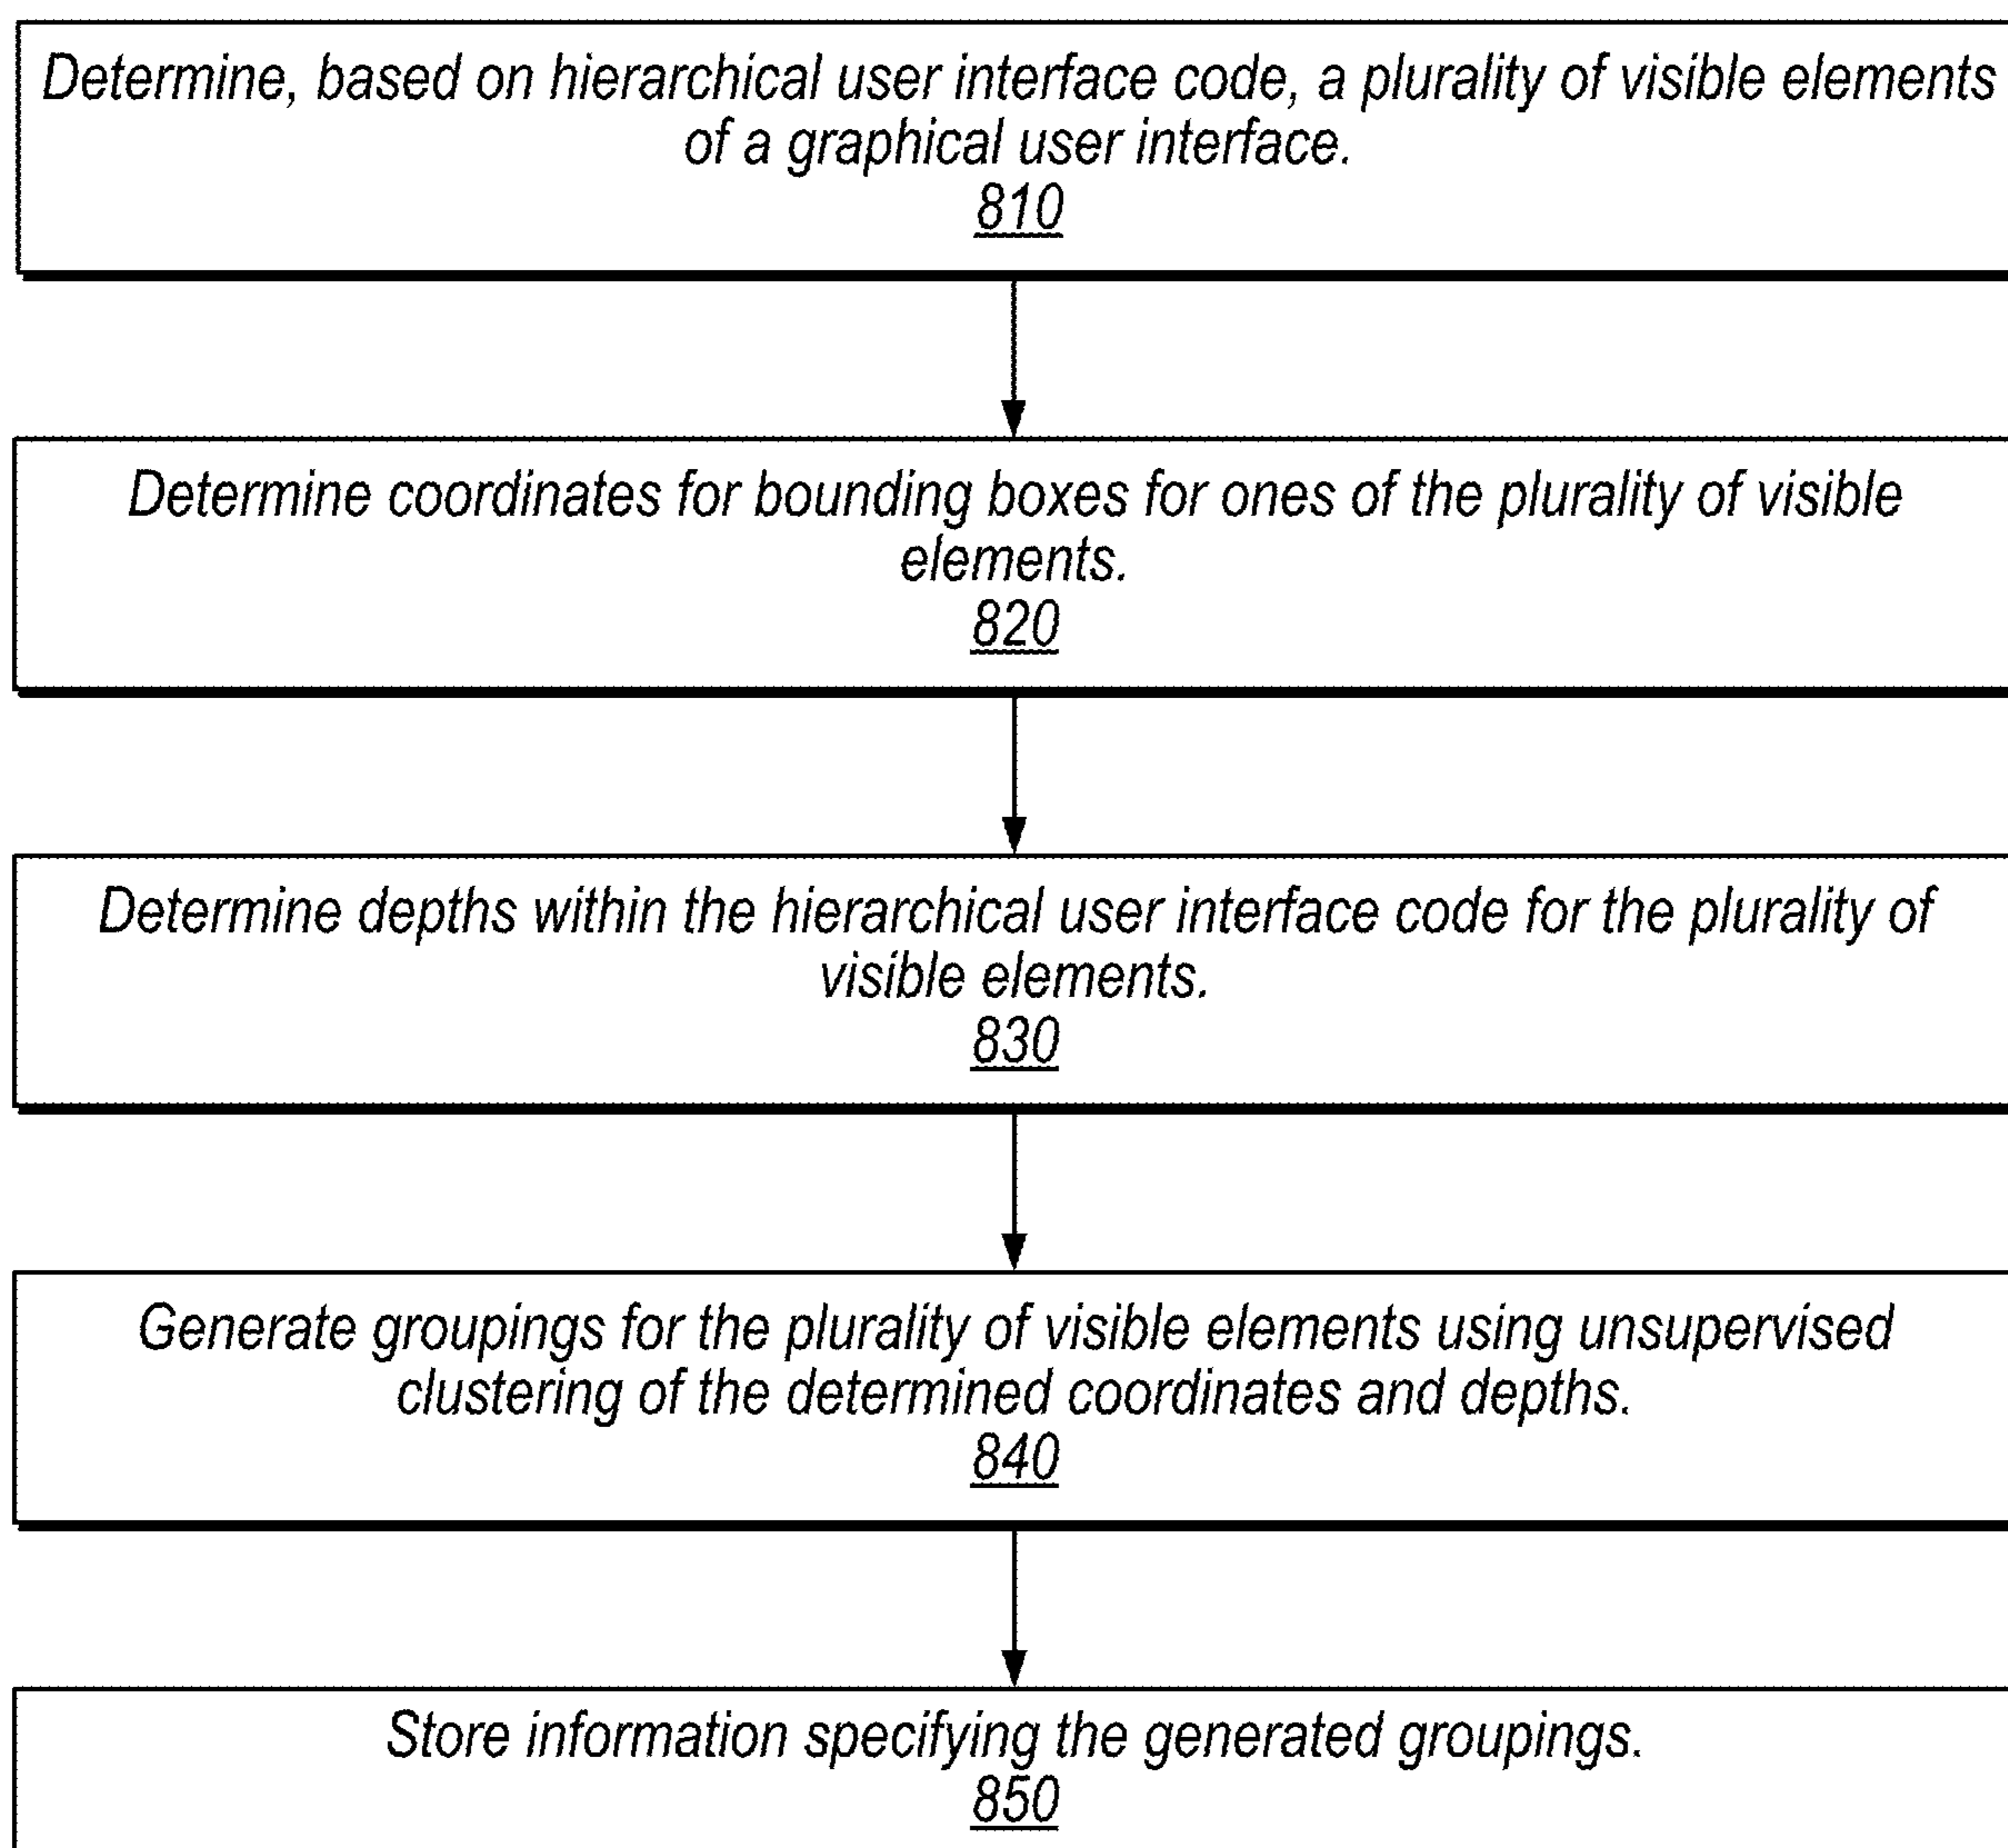 Determine, based on hierarchical user interface code, a plurality of visible elements
of a graphical user interface.
810
Determine coordinates for bounding boxes for ones of the plurality of visible
elements.
820
Determine depths within the hierarchical user interface code for the plurality of
visible elements.
830
Generate groupings for the plurality of visible elements using unsupervised
clustering of the determined coordinates and depths.
840
Store information specifying the generated groupings.
850